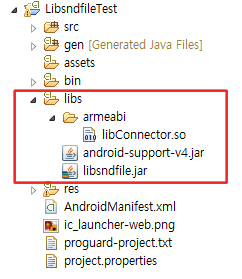 LibsndfileTest
src
gen [Generated Java Files]
assets
bin
libs
armeabi
libConnector.so
android-support-v4.jar
libsndfile.jar
res
AndroidManifest.xml
ic_launcher-web.png
proguard-project.txt
project.properties